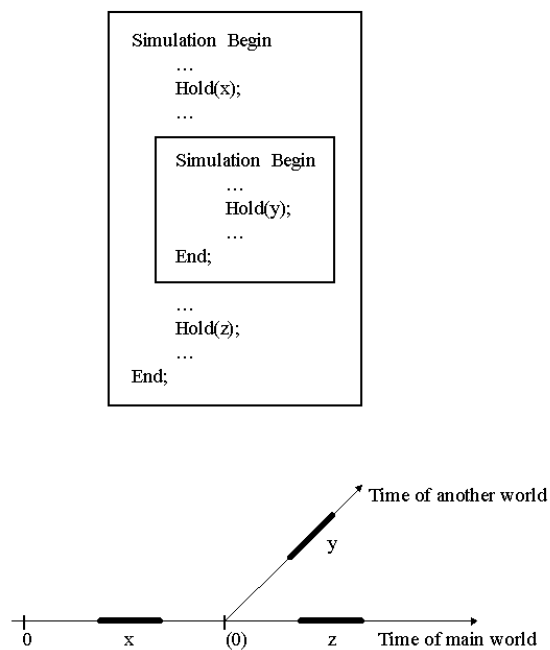 Simulation Begin
...
Hold(x);
...
Simulation Begin
...
Hold(y);
...
End;
...
Hold(z);
...
End;
Time of another world
y
0
x
(0)
z
Time of main world